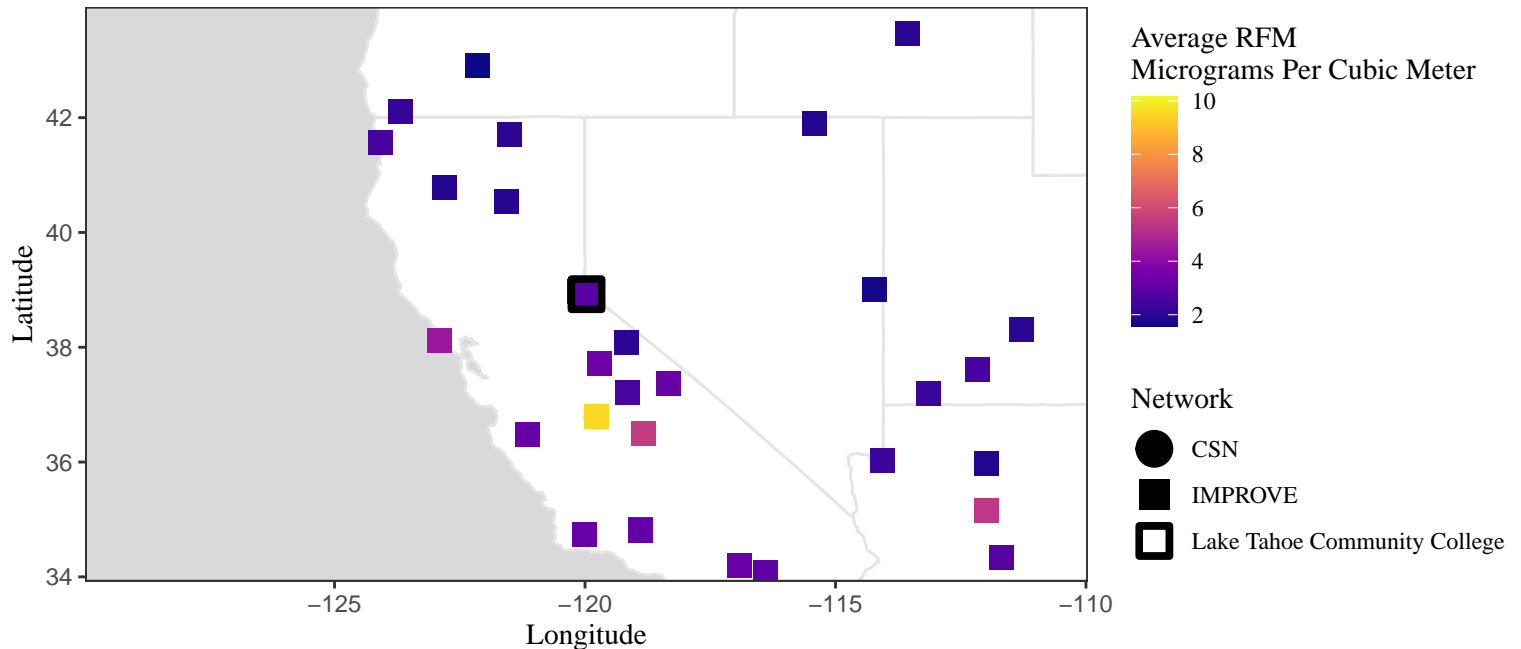 Average RFM
Micrograms Per Cubic Meter
10
8
6
4
2
Network
CSN
IMPROVE
Lake Tahoe Community College
Latitude
42
40
38
36
34
−125
−120
−115
−110
Longitude